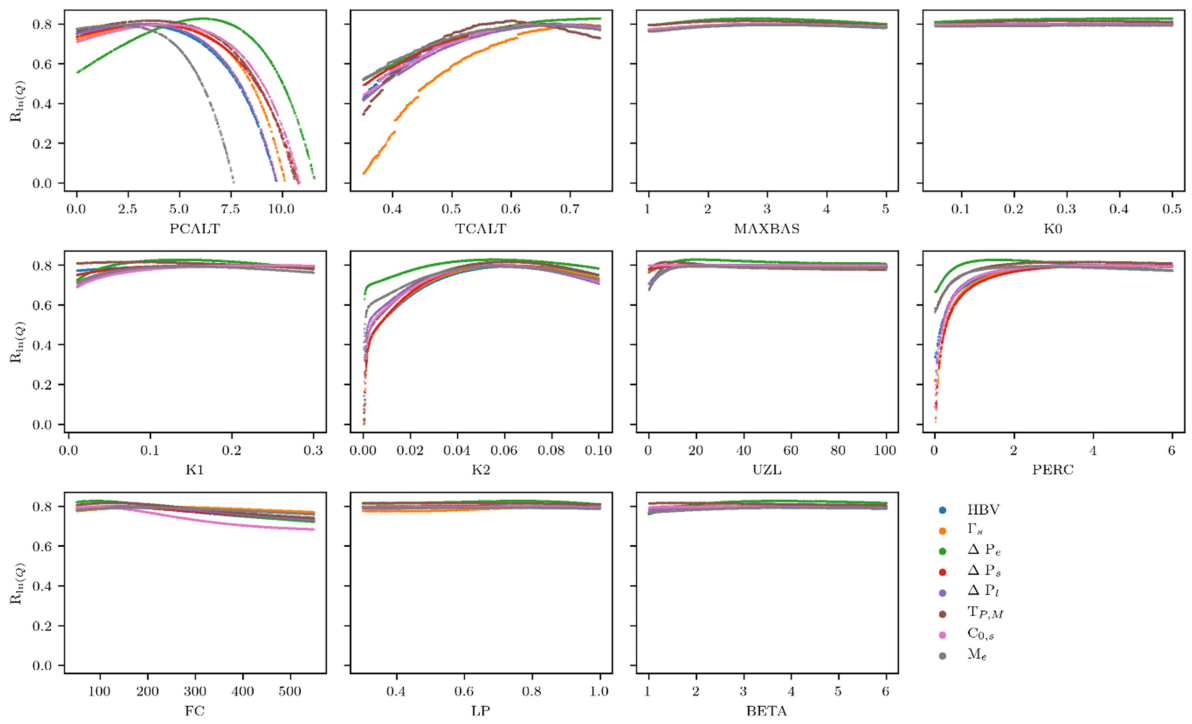 R_ln(Q)
0.8
0.6
0.4
0.2
0.0
0.0 2.5 5.0 7.5 10.0
PCALT
0.4 0.5 0.6 0.7
TCALT
1 2 3 4 5
MAXBAS
0.1 0.2 0.3 0.4 0.5
K0
R_ln(Q)
0.8
0.6
0.4
0.2
0.0
0.0 0.1 0.2 0.3
K1
0.00 0.02 0.04 0.06 0.08 0.10
K2
0 20 40 60 80 100
UZL
0 2 4 6
PERC
R_ln(Q)
0.8
0.6
0.4
0.2
0.0
100 200 300 400 500
FC
0.4 0.6 0.8 1.0
LP
1 2 3 4 5 6
BETA
HBV
Γ_s
Δ P_e
Δ P_s
Δ P_l
T_P,M
C_0,s
M_e